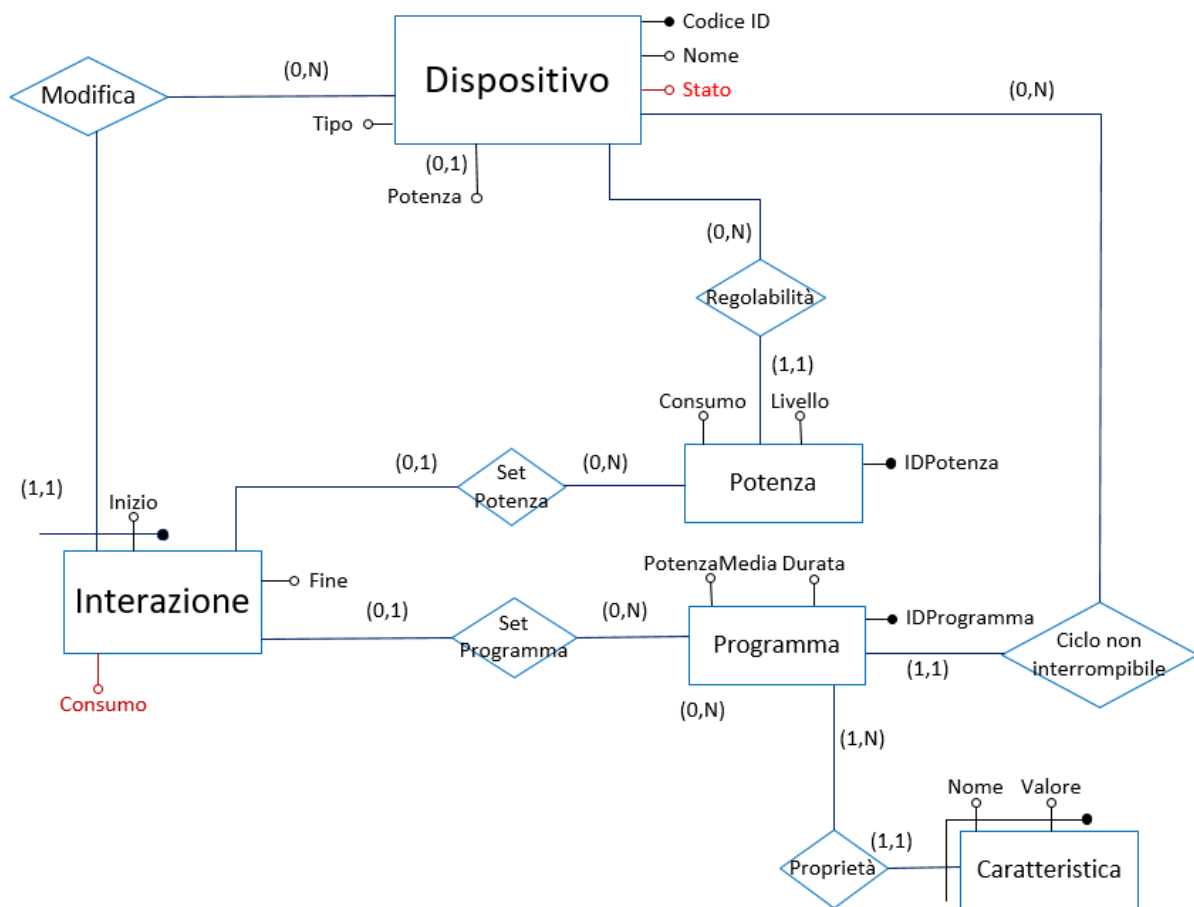 Codice ID
Nome
Dispositivo
Stato
(0,N)
(0,N)
Modifica
Tipo
(0,1)
Potenza
(0,N)
Regolabilità
(1,1)
Consumo
Livello
(0,1)
Set
Potenza
(0,N)
Potenza
IDPotenza
(1,1)
Inizio
Interazione
Fine
(0,1)
Set
Programma
(0,N)
PotenzaMedia
Durata
Programma
IDProgramma
(1,1)
Ciclo non
interrompibile
Consumo
(0,N)
(1,N)
Nome
Valore
Proprietà
(1,1)
Caratteristica